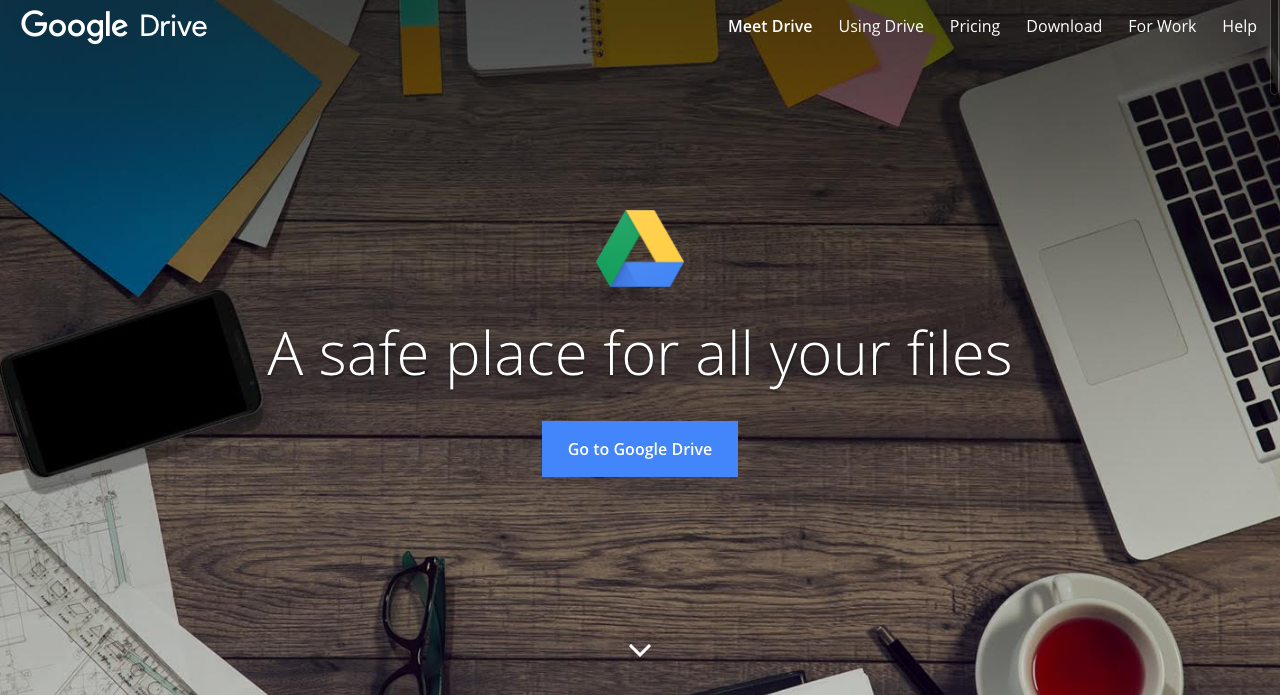 Google Drive
Meet Drive Using Drive Pricing Download For Work Help
A safe place for all your files
Go to Google Drive